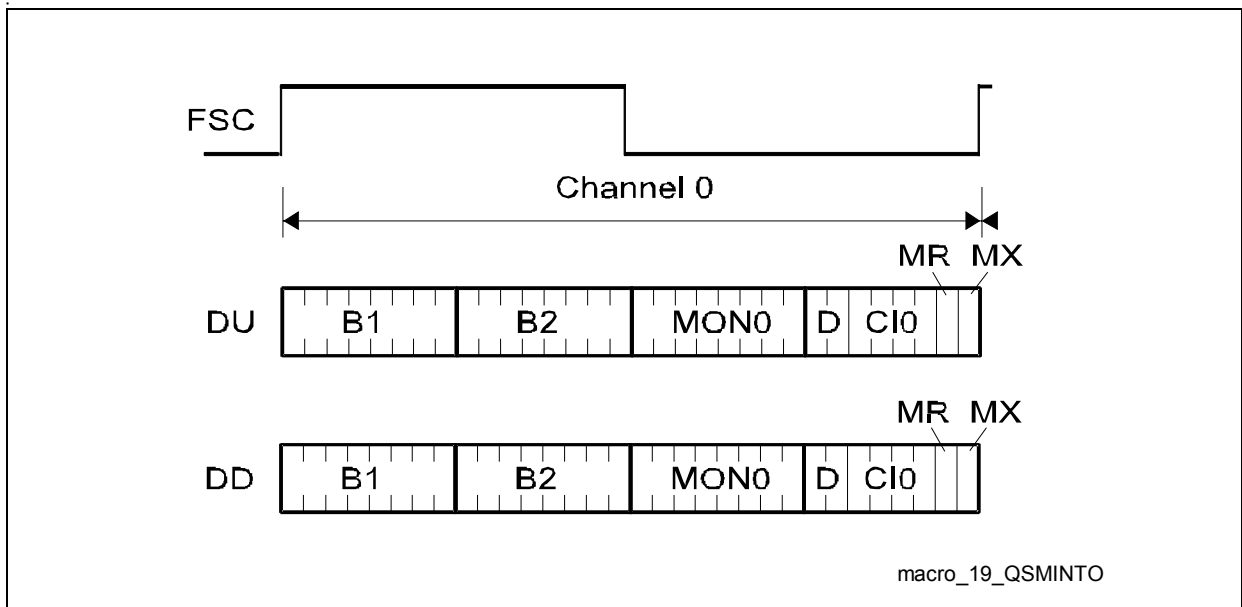 FSC
Channel 0
MR MX
DU B1 B2 MON0 D CI0
MR MX
DD B1 B2 MON0 D CI0
macro_19_QSMINTO